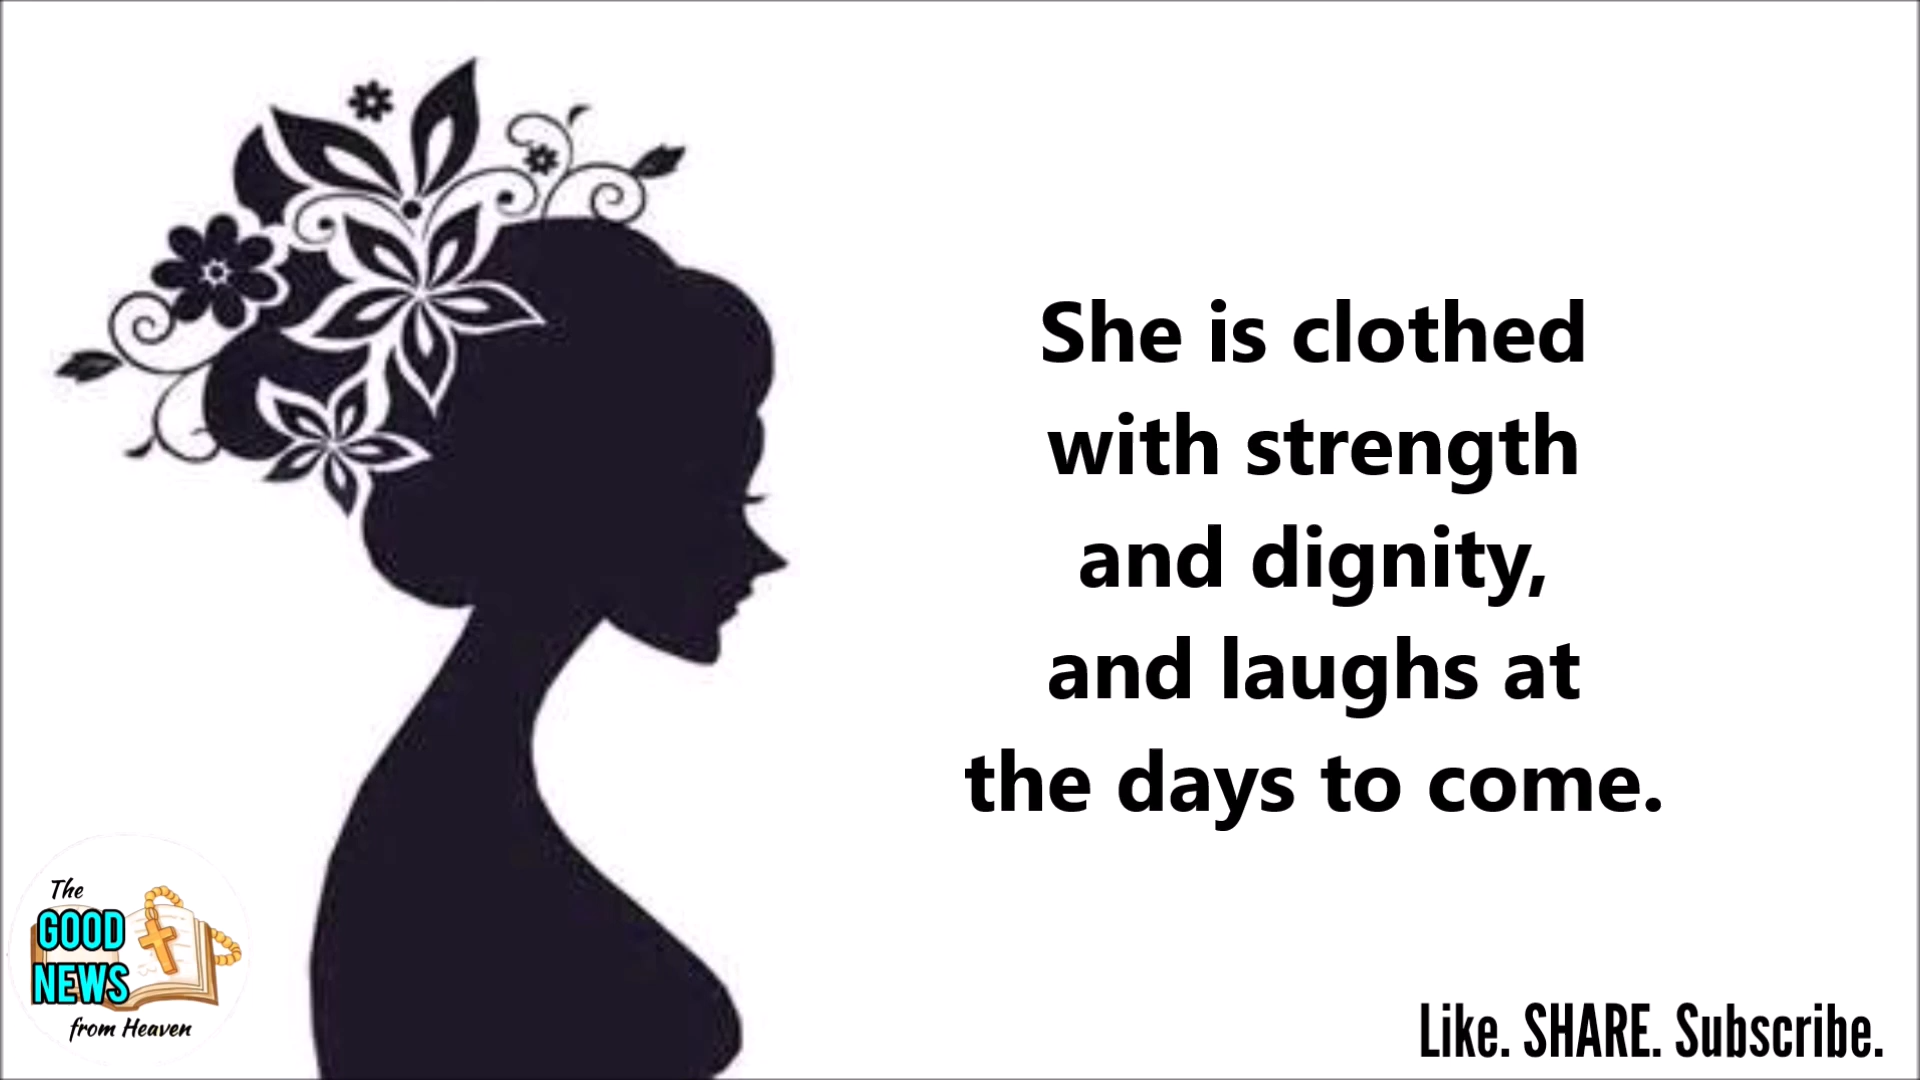 She is clothed
with strength
and dignity,
and laughs at
the days to come.
The
GOOD
NEWS
from Heaven
Like. SHARE. Subscribe.